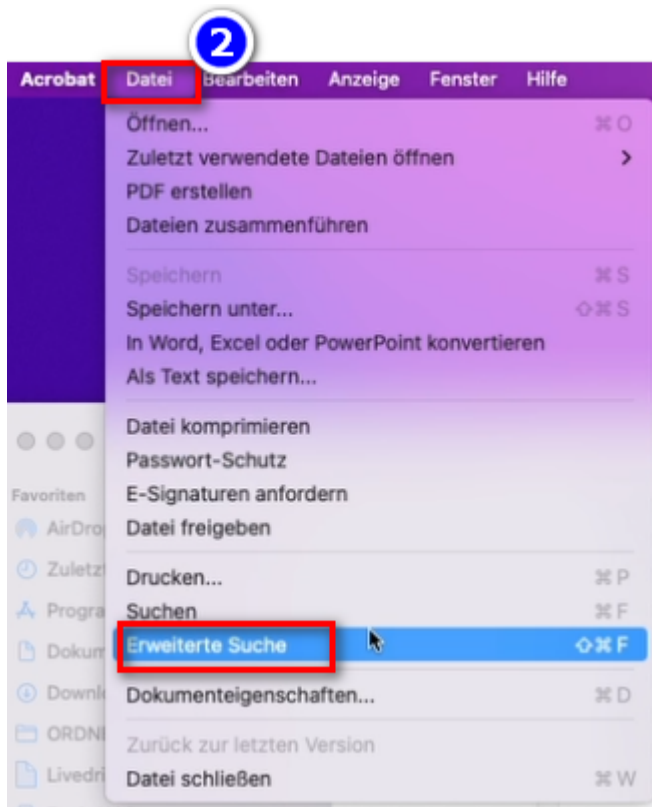 2
Acrobat Datei Bearbeiten Anzeige Fenster Hilfe
Öffnen... ⌘ O
Zuletzt verwendete Dateien öffnen >
PDF erstellen
Dateien zusammenführen
Speichern ⌘ S
Speichern unter... ⇧⌘ S
In Word, Excel oder PowerPoint konvertieren
Als Text speichern...
Datei komprimieren
Passwort-Schutz
Favoriten E-Signaturen anfordern
Datei freigeben
Drucken... ⌘ P
Suchen ⌘ F
Erweiterte Suche ⇧⌘ F
Dokumenteigenschaften... ⌘ D
Zurück zur letzten Version
Datei schließen ⌘ W